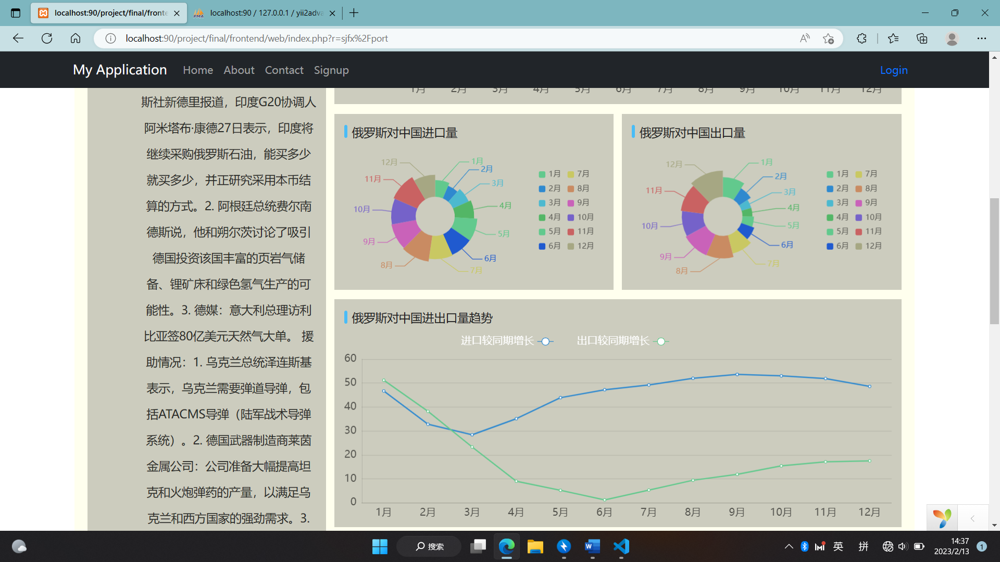 localhost:90/project/final/fronte
localhost:90 / 127.0.0.1 / yii2adva
localhost:90/project/final/frontend/web/index.php?r=sjfx%2Fport
My Application
Home
About
Contact
Signup
Login
1月 2月 3月 4月 5月 6月 7月 8月 9月 10月 11月 12月
斯社新德里报道，印度G20协调人
阿米塔布·康德27日表示，印度将
继续采购俄罗斯石油，能买多少
就买多少，并正研究采用本币结
算的方式。2. 阿根廷总统费尔南
德斯说，他和朔尔茨讨论了吸引
德国投资该国丰富的页岩气储
备、锂矿床和绿色氢气生产的可
能性。3. 德媒：意大利总理访利
比亚签80亿美元天然气大单。 援
助情况：1. 乌克兰总统泽连斯基
表示，乌克兰需要弹道导弹，包
括ATACMS导弹（陆军战术导弹
系统）。2. 德国武器制造商莱茵
金属公司：公司准备大幅提高坦
克和火炮弹药的产量，以满足乌
克兰和西方国家的强劲需求。3.
俄罗斯对中国进口量
1月
2月
3月
4月
5月
6月
7月
8月
9月
10月
11月
12月
1月 7月
2月 8月
3月 9月
4月 10月
5月 11月
6月 12月
俄罗斯对中国出口量
1月
2月
3月
4月
5月
6月
7月
8月
9月
10月
11月
12月
1月 7月
2月 8月
3月 9月
4月 10月
5月 11月
6月 12月
俄罗斯对中国进出口量趋势
进口较同期增长 出口较同期增长
60
50
40
30
20
10
0
1月 2月 3月 4月 5月 6月 7月 8月 9月 10月 11月 12月
搜索
英
拼
14:37
2023/2/13
1